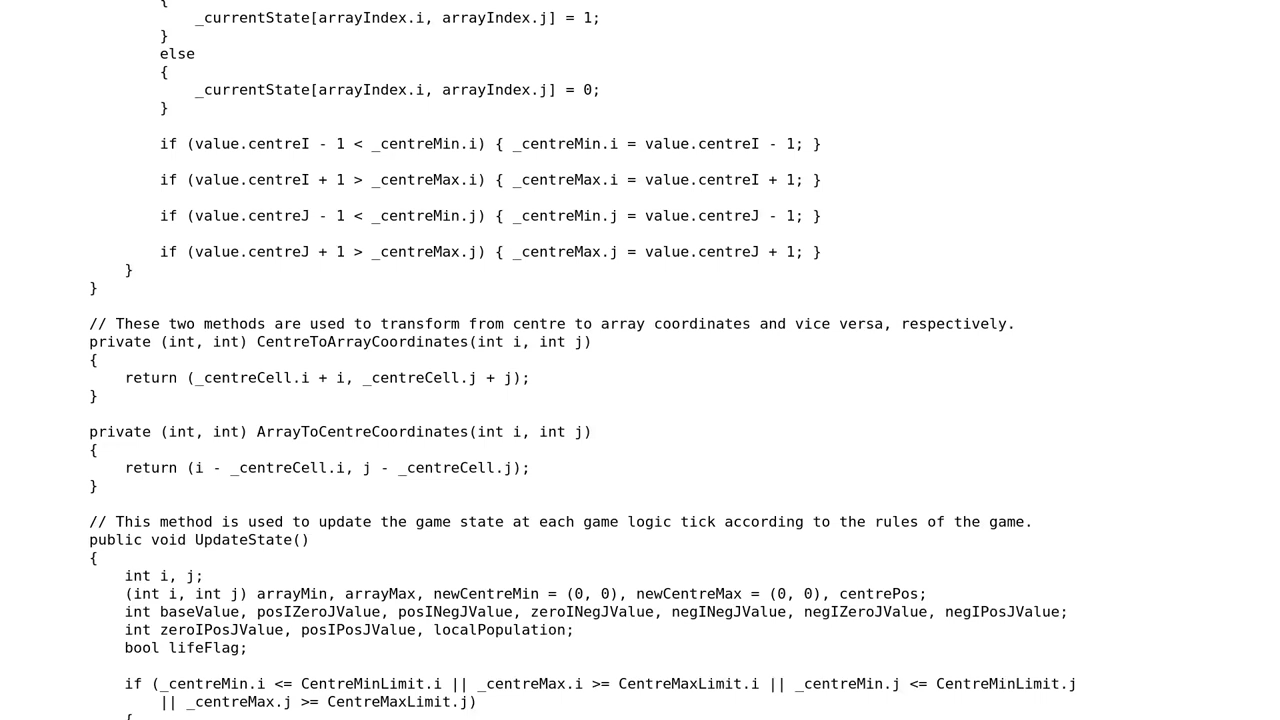 {
_currentState[arrayIndex.i, arrayIndex.j] = 1;
}
else
{
_currentState[arrayIndex.i, arrayIndex.j] = 0;
}
if (value.centreI - 1 < _centreMin.i) { _centreMin.i = value.centreI - 1; }
if (value.centreI + 1 > _centreMax.i) { _centreMax.i = value.centreI + 1; }
if (value.centreJ - 1 < _centreMin.j) { _centreMin.j = value.centreJ - 1; }
if (value.centreJ + 1 > _centreMax.j) { _centreMax.j = value.centreJ + 1; }
}
}
// These two methods are used to transform from centre to array coordinates and vice versa, respectively.
private (int, int) CentreToArrayCoordinates(int i, int j)
{
return (_centreCell.i + i, _centreCell.j + j);
}
private (int, int) ArrayToCentreCoordinates(int i, int j)
{
return (i - _centreCell.i, j - _centreCell.j);
}
// This method is used to update the game state at each game logic tick according to the rules of the game.
public void UpdateState()
{
int i, j;
(int i, int j) arrayMin, arrayMax, newCentreMin = (0, 0), newCentreMax = (0, 0), centrePos;
int baseValue, posIZeroJValue, posINegJValue, zeroINegJValue, negINegJValue, negIZeroJValue, negIPosJValue;
int zeroIPosJValue, posIPosJValue, localPopulation;
bool lifeFlag;
if (_centreMin.i <= CentreMinLimit.i || _centreMax.i >= CentreMaxLimit.i || _centreMin.j <= CentreMinLimit.j
|| _centreMax.j >= CentreMaxLimit.j)
{